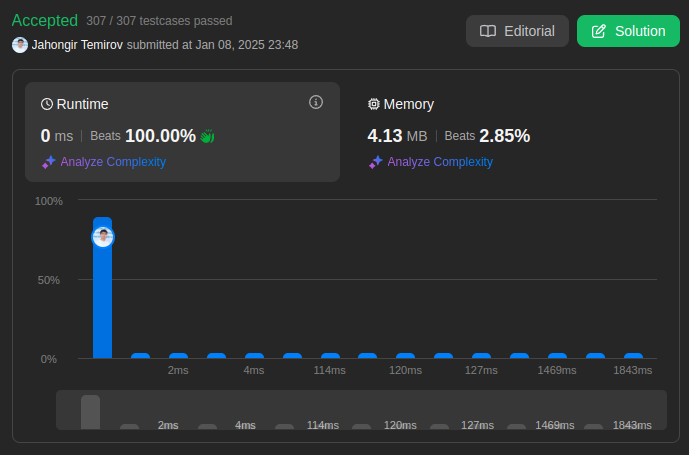 Accepted 307 / 307 testcases passed
Jahongir Temirov submitted at Jan 08, 2025 23:48
Editorial
Solution
Runtime
0 ms | Beats 100.00%
Analyze Complexity
Memory
4.13 MB | Beats 2.85%
Analyze Complexity
100%
50%
0%
2ms 4ms 114ms 120ms 127ms 1469ms 1843ms
2ms 4ms 114ms 120ms 127ms 1469ms 1843ms